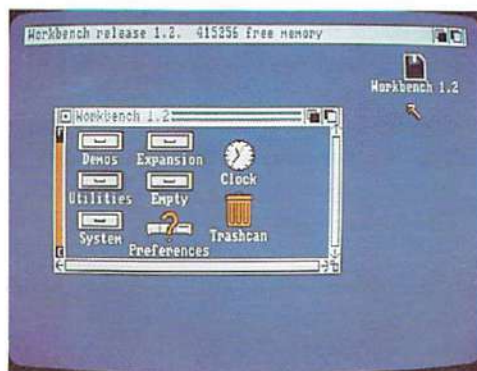 Workbench release 1.2. 415256 free memory
Workbench 1.2
Workbench 1.2
Demos Expansion
Clock
Utilities Empty
System
Preferences
Trashcan